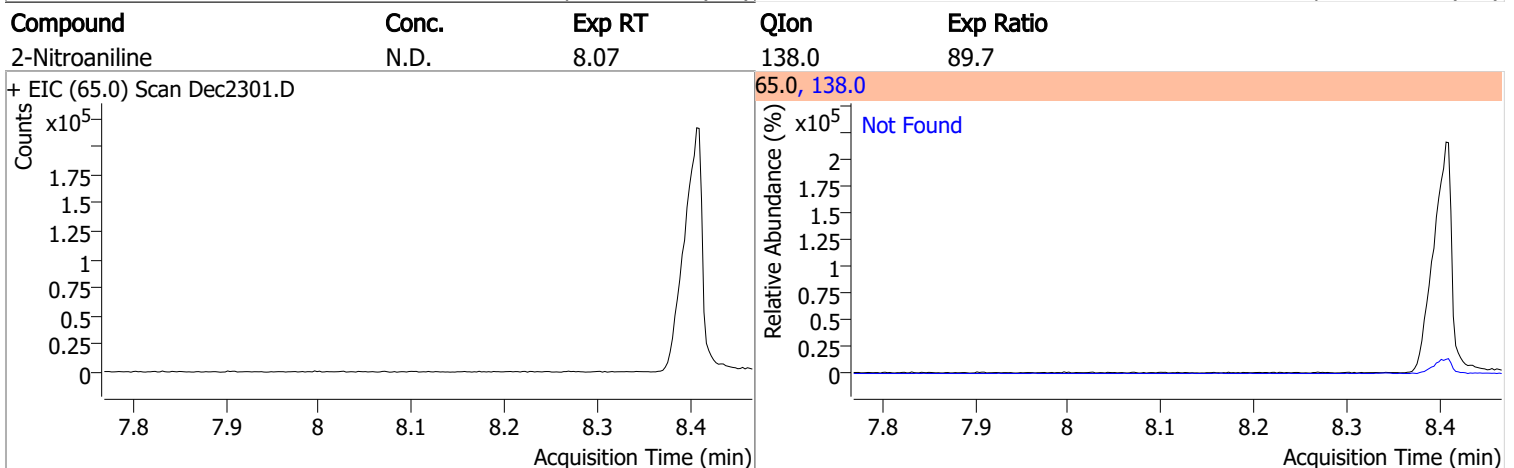 Compound Conc. Exp RT QIon Exp Ratio
2-Nitroaniline N.D. 8.07 138.0 89.7
+ EIC (65.0) Scan Dec2301.D
Counts
x10^5
1.75
1.5
1.25
1
0.75
0.5
0.25
0
7.8 7.9 8 8.1 8.2 8.3 8.4
Acquisition Time (min)
65.0, 138.0
Relative Abundance (%)
x10^5 Not Found
2
1.75
1.5
1.25
1
0.75
0.5
0.25
0
7.8 7.9 8 8.1 8.2 8.3 8.4
Acquisition Time (min)